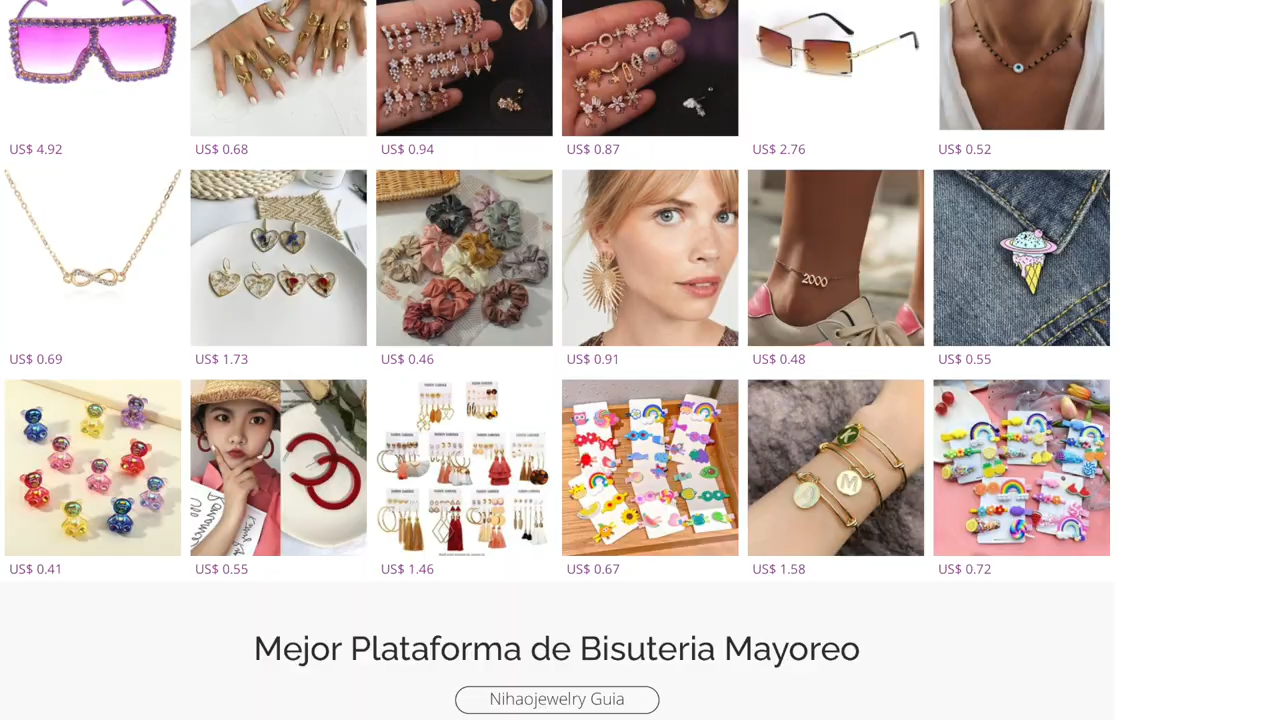 US$ 4.92 US$ 0.68 US$ 0.94 US$ 0.87 US$ 2.76 US$ 0.52
2000
US$ 0.69 US$ 1.73 US$ 0.46 US$ 0.91 US$ 0.48 US$ 0.55
K
M
US$ 0.41 US$ 0.55 US$ 1.46 US$ 0.67 US$ 1.58 US$ 0.72
Mejor Plataforma de Bisuteria Mayoreo
Nihaojewelry Guia